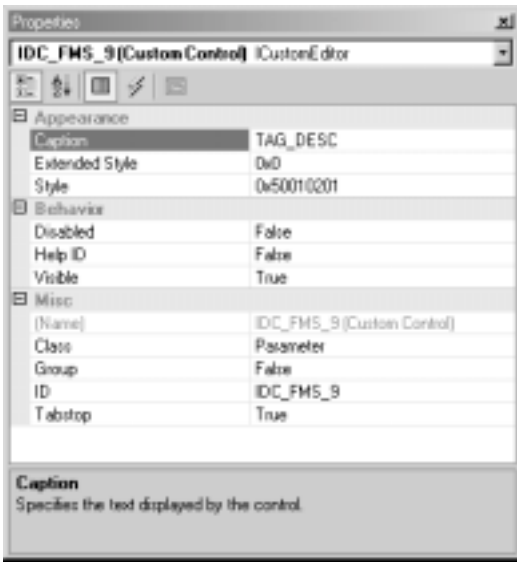 Properties
IDC_FMS_9 (Custom Control) ICustomEditor
Appearance
Caption TAG_DESC
Extended Style 0x0
Style 0x50010201
Behavior
Disabled False
Help ID False
Visible True
Misc
(Name) IDC_FMS_9 (Custom Control)
Class Parameter
Group False
ID IDC_FMS_9
Tabstop True
Caption
Specifies the text displayed by the control.